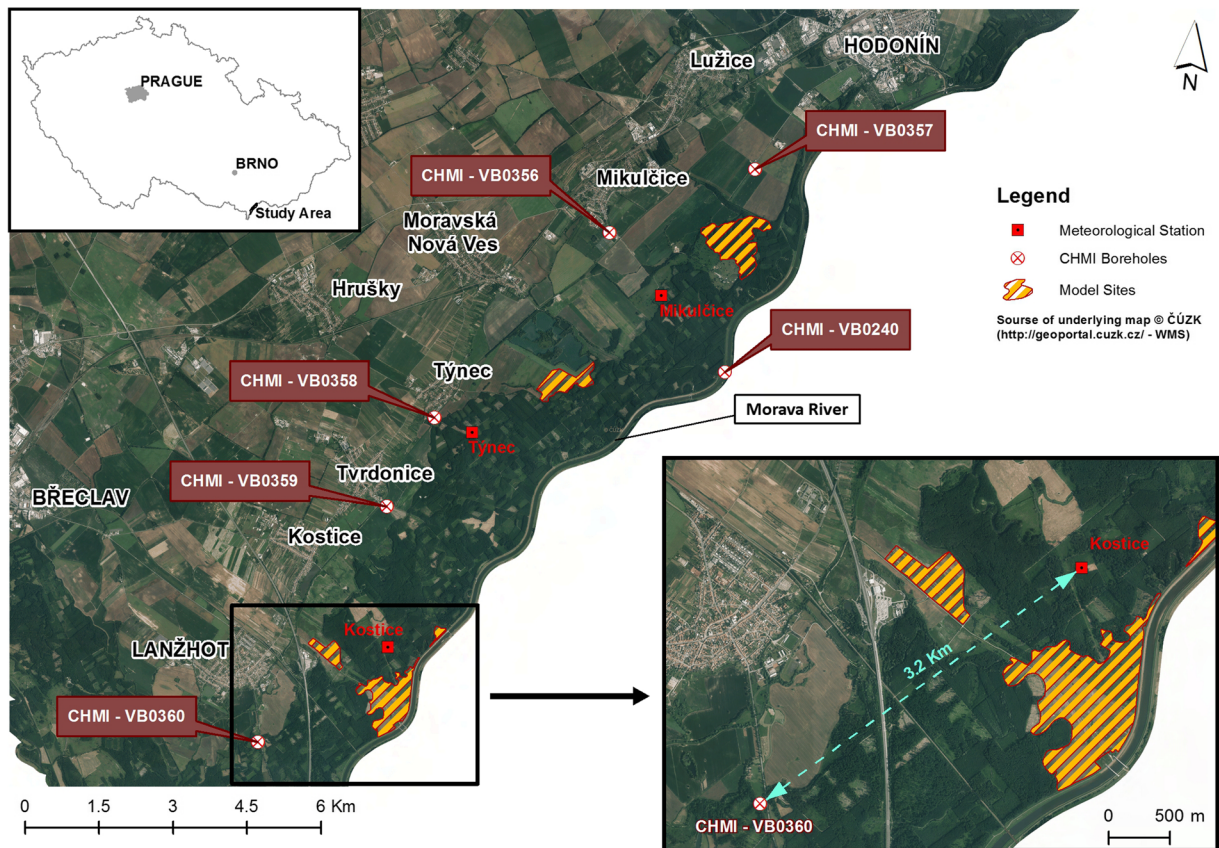 PRAGUE
BRNO
Study Area
HODONÍN
Lužice
N
CHMI - VB0357
CHMI - VB0356
Mikulčice
Moravská
Nová Ves
Hrušky
Mikulčice
CHMI - VB0240
Týnec
CHMI - VB0358
Morava River
© ČÚZK
Týnec
Tvrdonice
CHMI - VB0359
BŘECLAV
Kostice
Kostice
LANŽHOT
CHMI - VB0360
0 1.5 3 4.5 6 Km
Legend
Meteorological Station
CHMI Boreholes
Model Sites
Sourse of underlying map © ČÚZK
(http://geoportal.cuzk.cz/ - WMS)
Kostice
3.2 Km
CHMI - VB0360
0 500 m